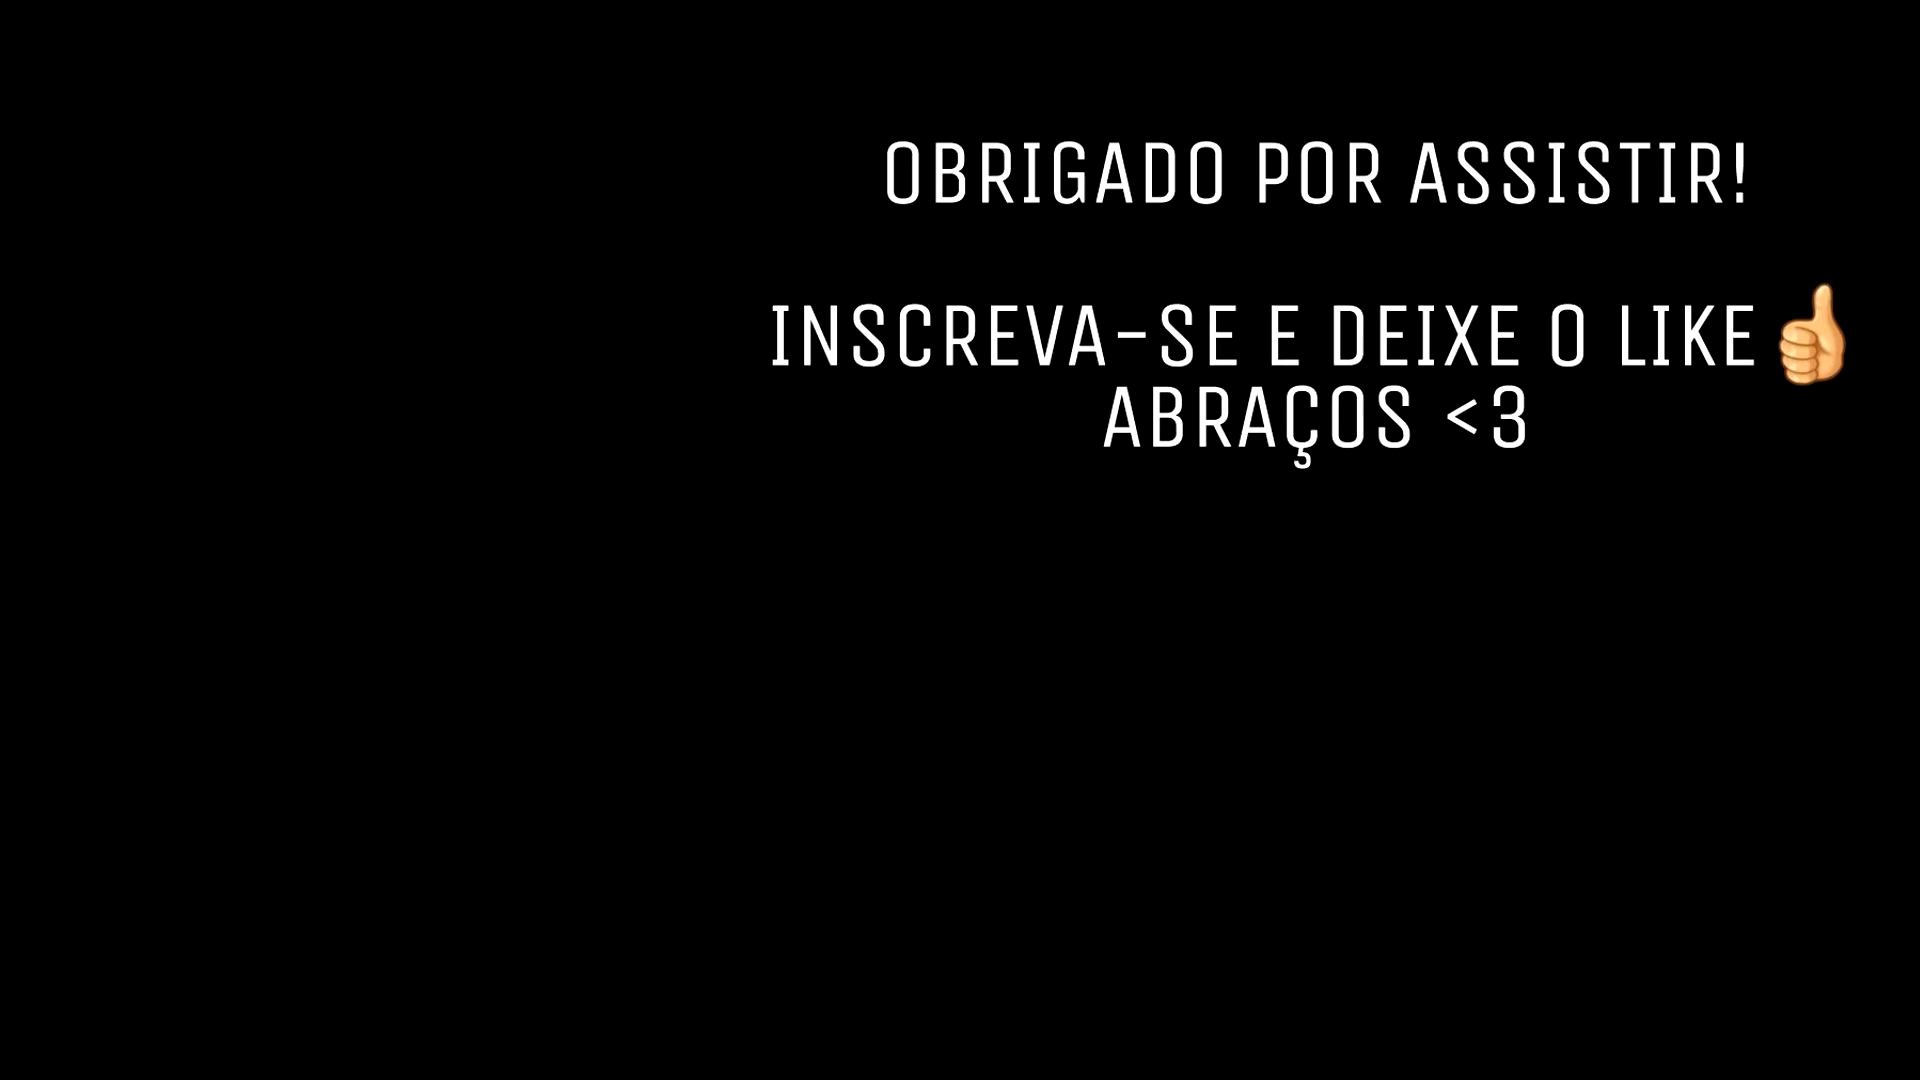 OBRIGADO POR ASSISTIR!
INSCREVA-SE E DEIXE O LIKE👍
ABRAÇOS <3